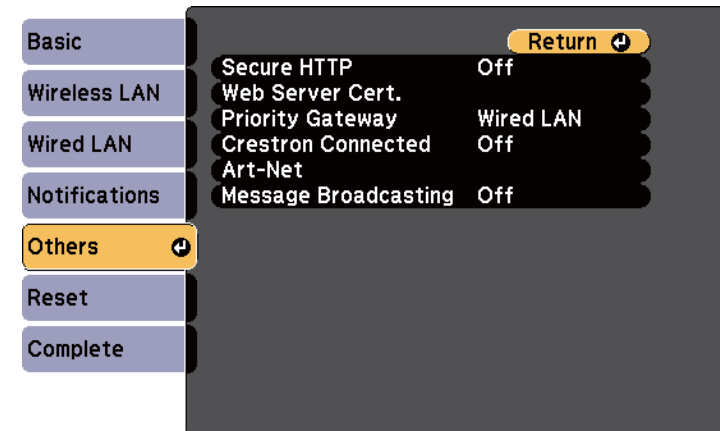 Basic
Wireless LAN
Wired LAN
Notifications
Others
Reset
Complete
Return
Secure HTTP Off
Web Server Cert.
Priority Gateway Wired LAN
Crestron Connected Off
Art-Net
Message Broadcasting Off